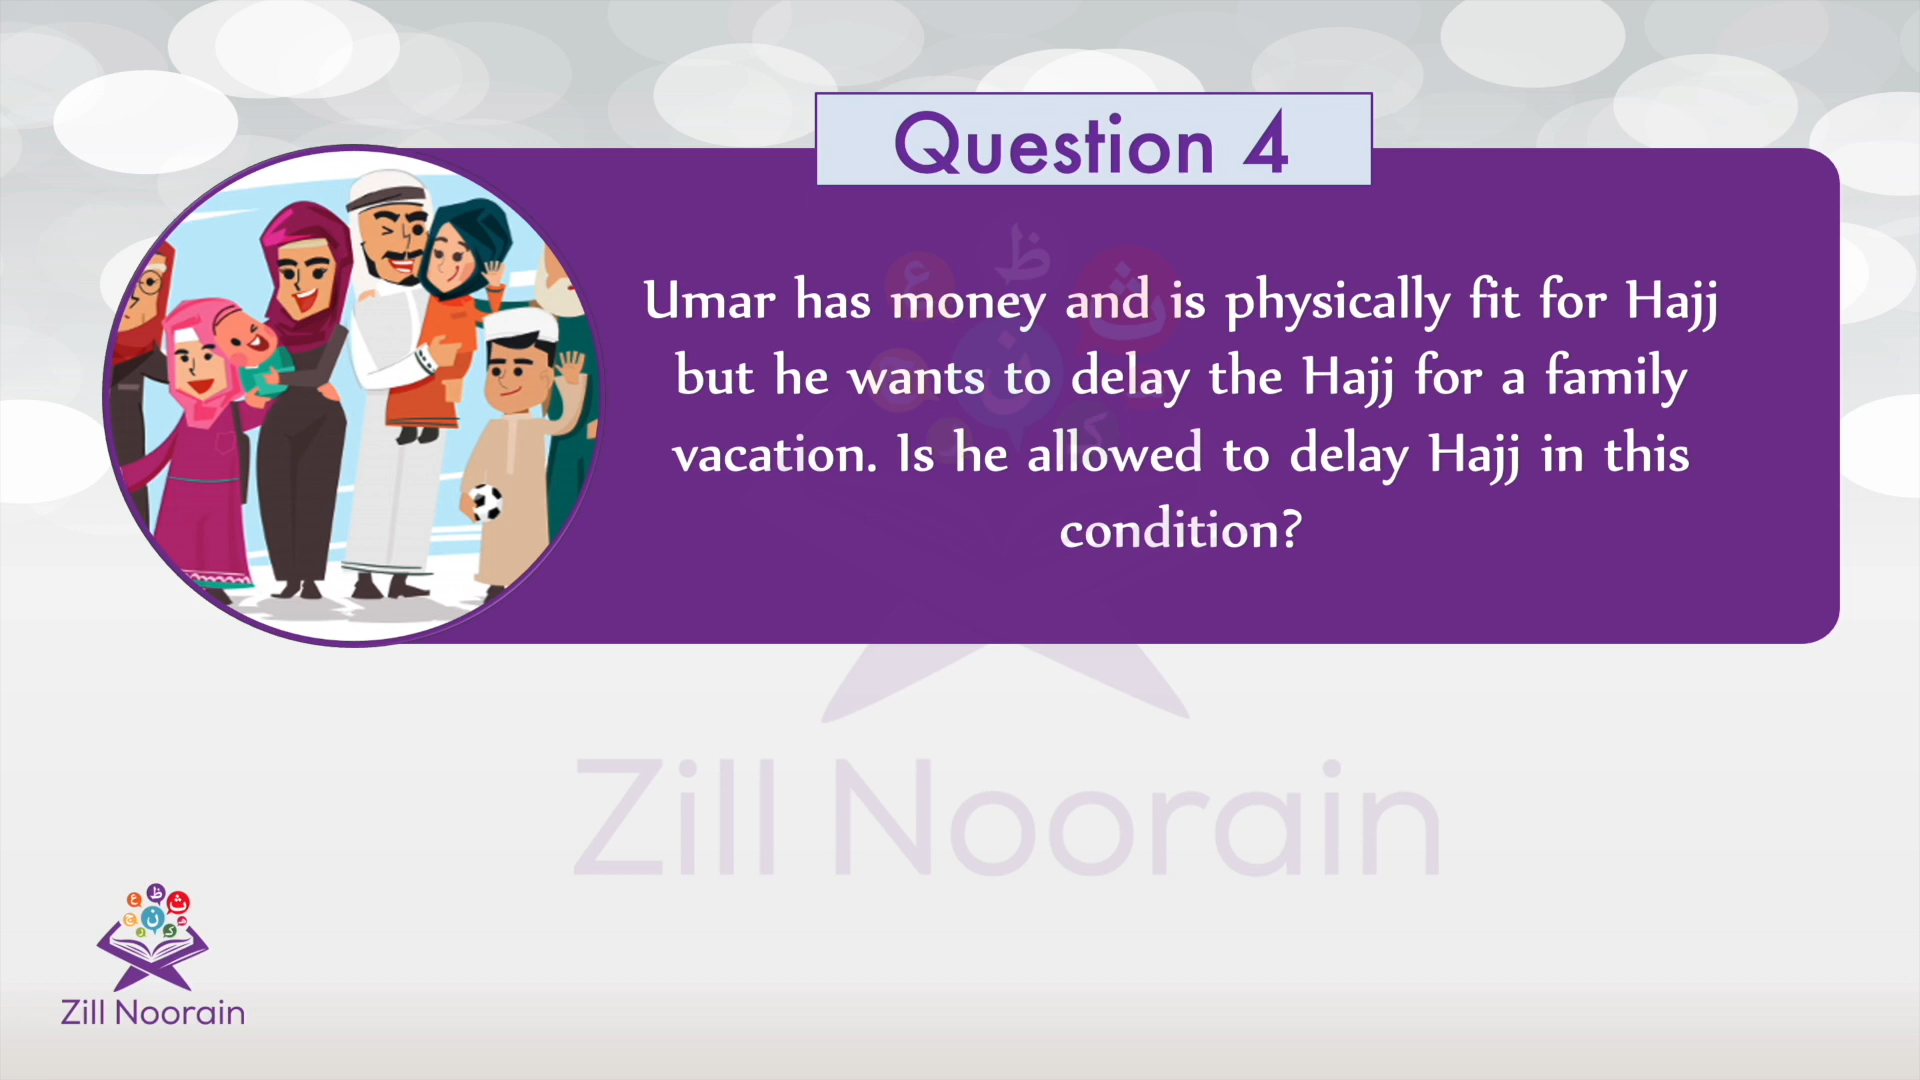 Question 4
Umar has money and is physically fit for Hajj
but he wants to delay the Hajj for a family
vacation. Is he allowed to delay Hajj in this
condition?
ظ
ع
ث
ن
ك
Zill Noorain
ظ
ع
ث
ج
ن
ر
ك
Zill Noorain